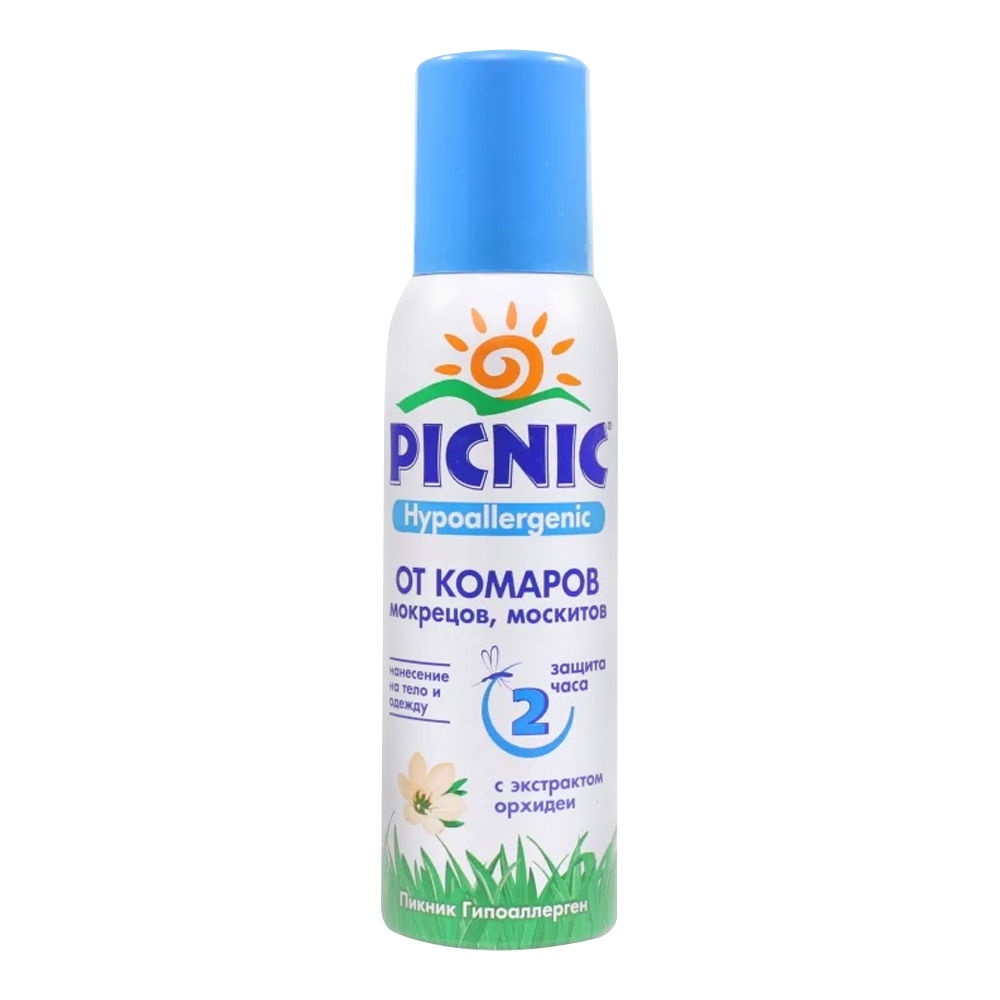 PICNIC®
Hypoallergenic
ОТ КОМАРОВ
мокрецов, москитов
нанесение
на тело и
одежду
защита
2 часа
с экстрактом
орхидеи
Пикник Гипоаллерген